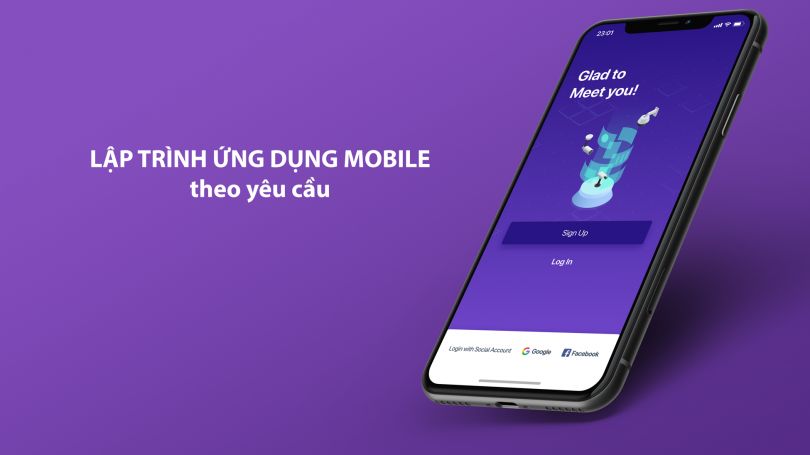 LẬP TRÌNH ỨNG DỤNG MOBILE
theo yêu cầu
23:01
Glad to
Meet you!
Sign Up
Log In
Login with Social Account
Google
Facebook